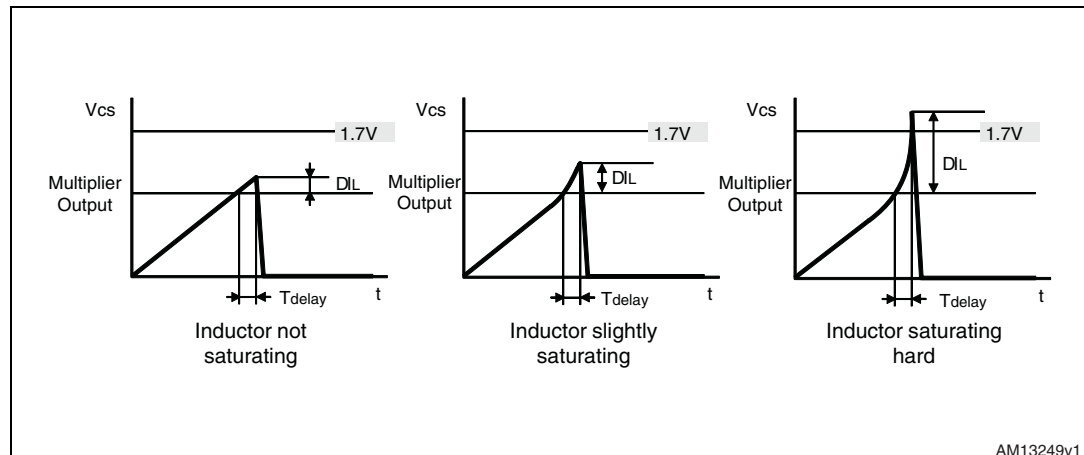 Vcs
1.7V
Multiplier
Output
DIL
Tdelay
t
Inductor not
saturating
Vcs
1.7V
Multiplier
Output
DIL
Tdelay
t
Inductor slightly
saturating
Vcs
1.7V
Multiplier
Output
DIL
Tdelay
t
Inductor saturating
hard
AM13249v1